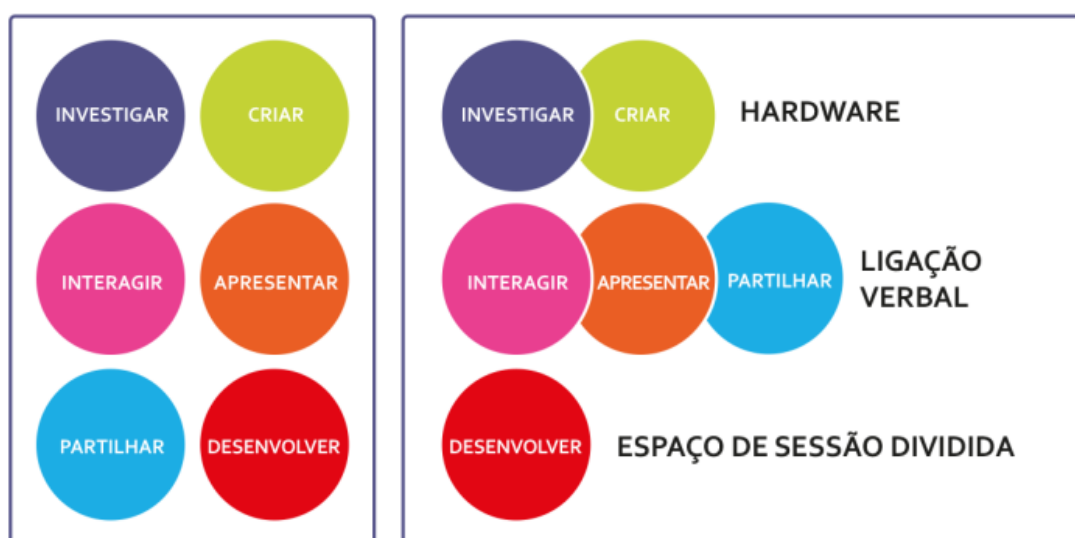 INVESTIGAR
CRIAR
INTERAGIR
APRESENTAR
PARTILHAR
DESENVOLVER
INVESTIGAR
CRIAR
HARDWARE
INTERAGIR
APRESENTAR
PARTILHAR
LIGAÇÃO
VERBAL
DESENVOLVER
ESPAÇO DE SESSÃO DIVIDIDA